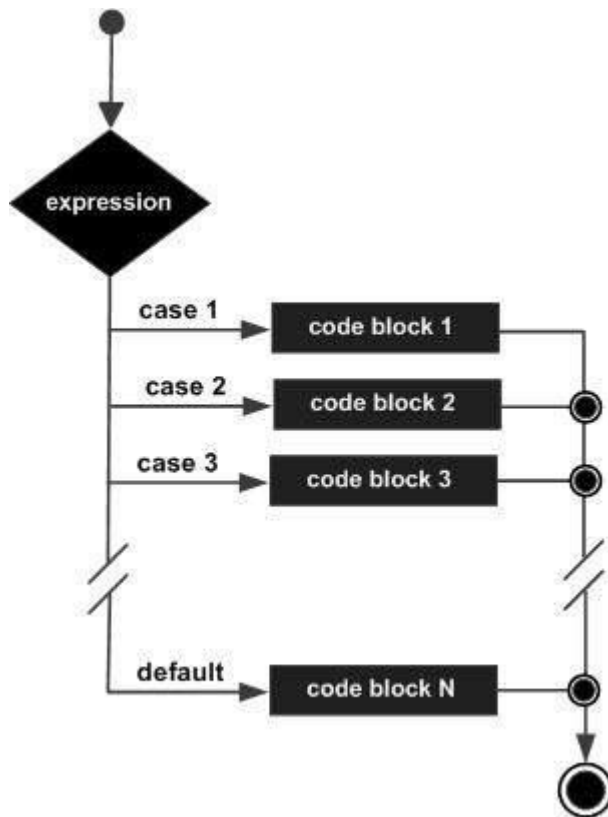 expression
case 1
code block 1
case 2
code block 2
case 3
code block 3
default
code block N